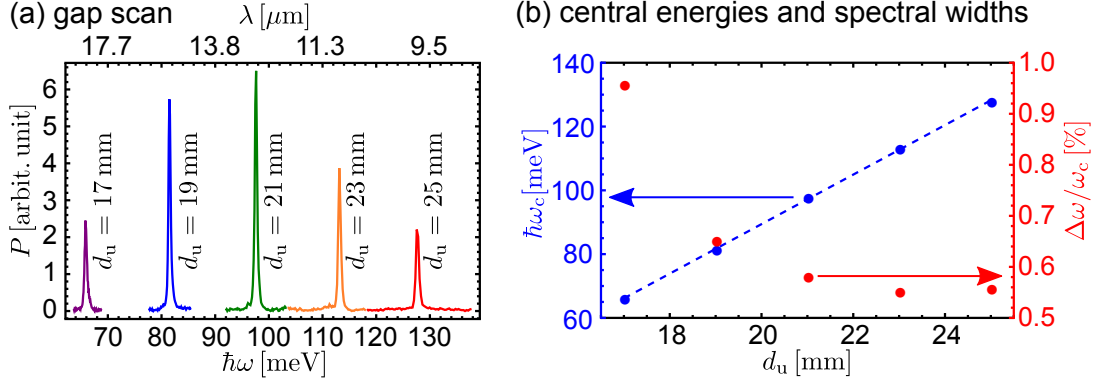 (a) gap scan
λ [μm]
17.7 13.8 11.3 9.5
P [arbit. unit]
6
5
4
3
2
1
0
d_u = 17 mm
d_u = 19 mm
d_u = 21 mm
d_u = 23 mm
d_u = 25 mm
70 80 90 100 110 120 130
ħω [meV]
(b) central energies and spectral widths
ħω_c [meV]
140
120
100
80
60
18 20 22 24
d_u [mm]
1.0
0.9
0.8
0.7
0.6
0.5
Δω/ω_c [%]